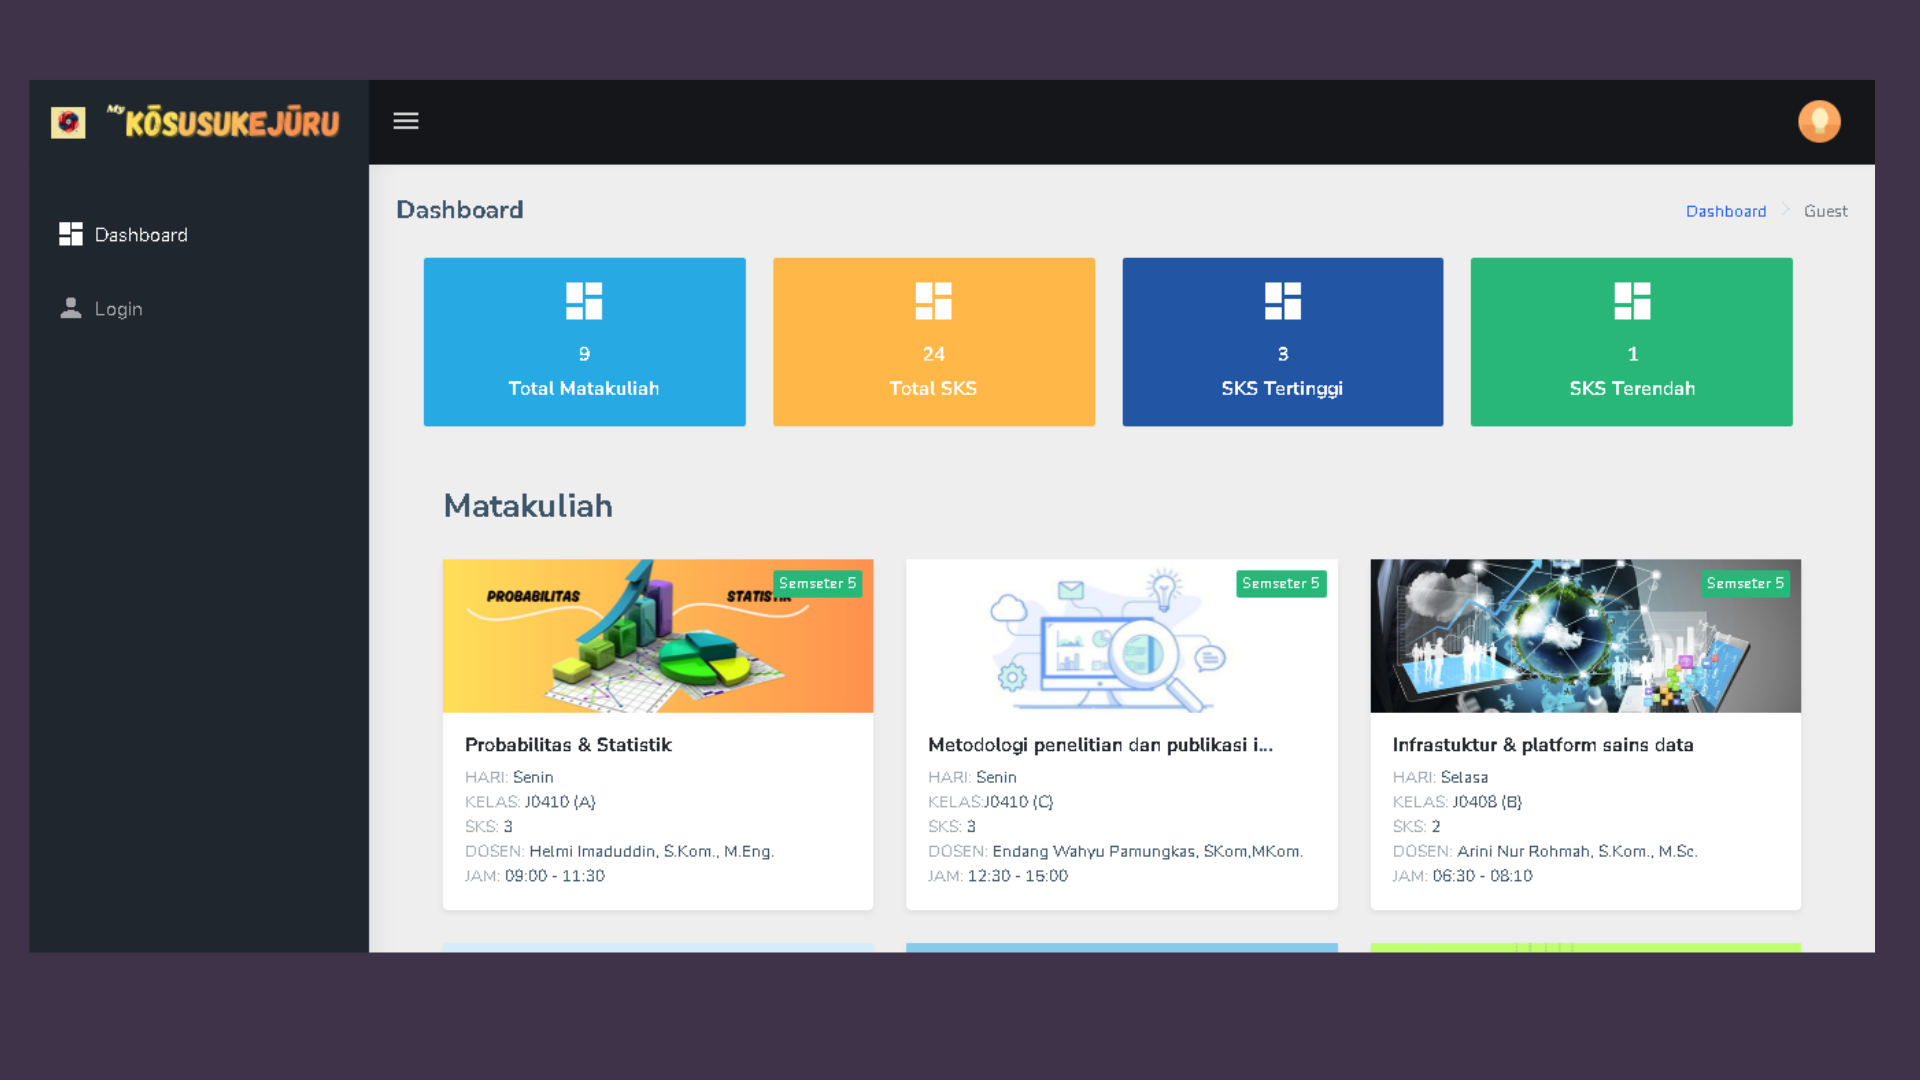 My KŌSUSUKEJŪRU
Dashboard
Login
Dashboard
Dashboard > Guest
9
Total Matakuliah
24
Total SKS
3
SKS Tertinggi
1
SKS Terendah
Matakuliah
PROBABILITAS
STATISTIK
Semseter 5
Probabilitas & Statistik
HARI: Senin
KELAS: J0410 (A)
SKS: 3
DOSEN: Helmi Imaduddin, S.Kom., M.Eng.
JAM: 09:00 - 11:30
Semseter 5
Metodologi penelitian dan publikasi i...
HARI: Senin
KELAS:J0410 (C)
SKS: 3
DOSEN: Endang Wahyu Pamungkas, SKom,MKom.
JAM: 12:30 - 15:00
Semseter 5
Infrastuktur & platform sains data
HARI: Selasa
KELAS: J0408 (B)
SKS: 2
DOSEN: Arini Nur Rohmah, S.Kom., M.Sc.
JAM: 06:30 - 08:10